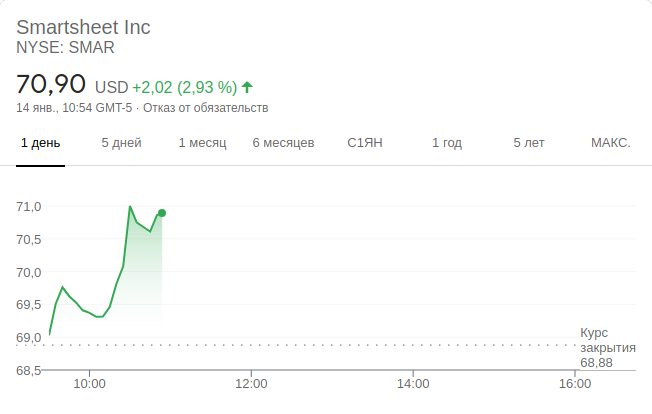 Smartsheet Inc
NYSE: SMAR
70,90 USD +2,02 (2,93 %)
14 янв., 10:54 GMT-5 · Отказ от обязательств
1 день 5 дней 1 месяц 6 месяцев С1ЯН 1 год 5 лет МАКС.
71,0
70,5
70,0
69,5
69,0
68,5
Курс
закрытия
68,88
10:00 12:00 14:00 16:00